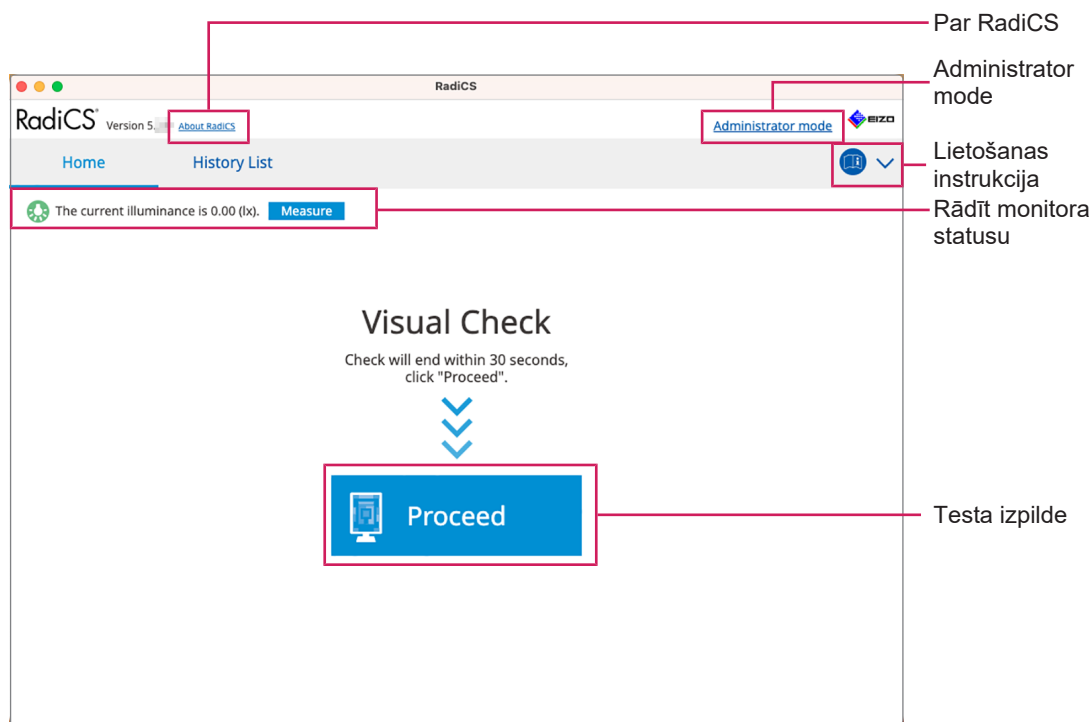 Par RadiCS
Administrator
mode
RadiCS
RadiCS® Version 5. About RadiCS
Administrator mode
EIZO
Home
History List
Lietošanas
instrukcija
The current illuminance is 0.00 (lx).
Measure
Rādīt monitora
statusu
Visual Check
Check will end within 30 seconds,
click "Proceed".
Proceed
Testa izpilde